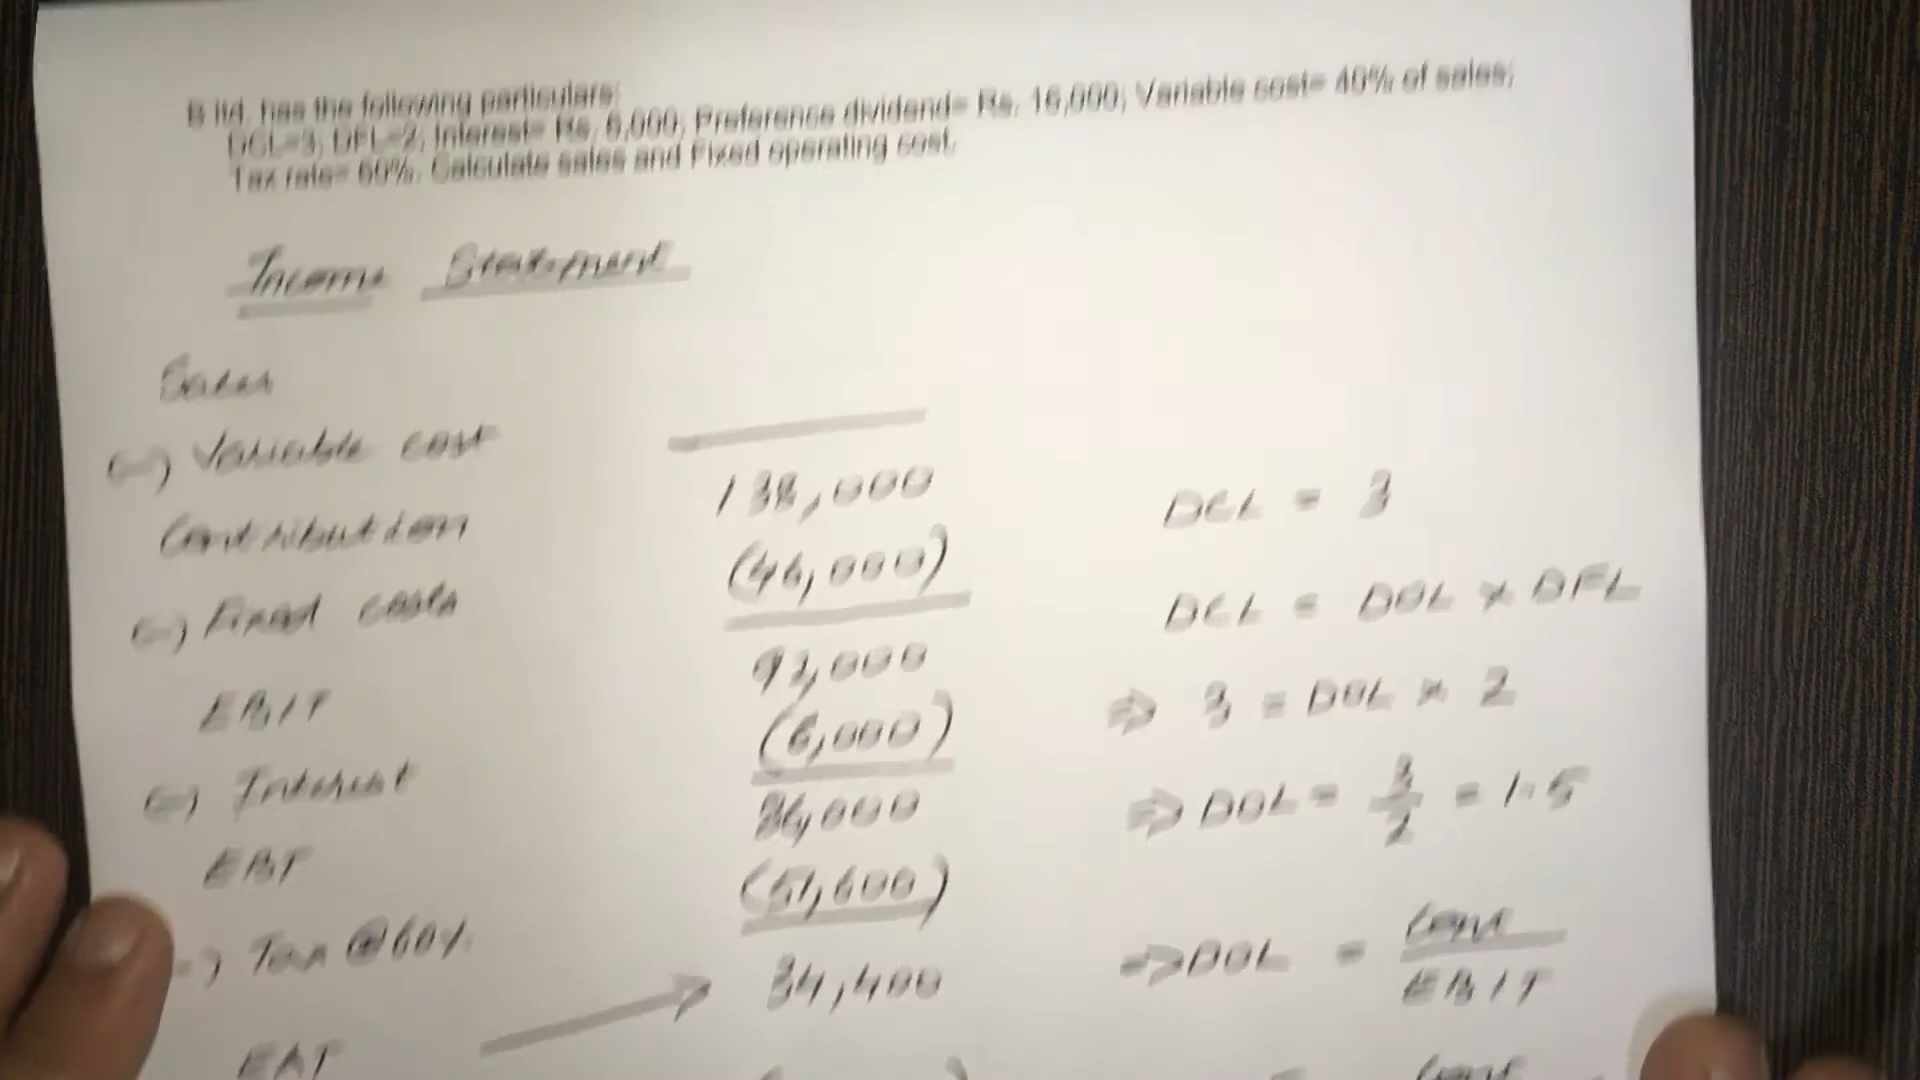 B ltd. has the following particulars:
DCL=3; DFL=2; Interest= Rs. 6,000; Preference dividend= Rs. 16,000; Variable cost= 40% of sales;
Tax rate= 60%. Calculate sales and Fixed operating cost.
Income Statement
Sales
(-) Variable cost
Contribution 138,000
(-) Fixed costs (46,000)
EBIT 92,000
(-) Interest (6,000)
EBT 86,000
-) Tax @ 60% (51,600)
EAT 34,400
DCL = 3
DCL = DOL × DFL
⇒ 3 = DOL × 2
⇒ DOL = 3/2 = 1.5
⇒ DOL = Cont/EBIT
= Cont